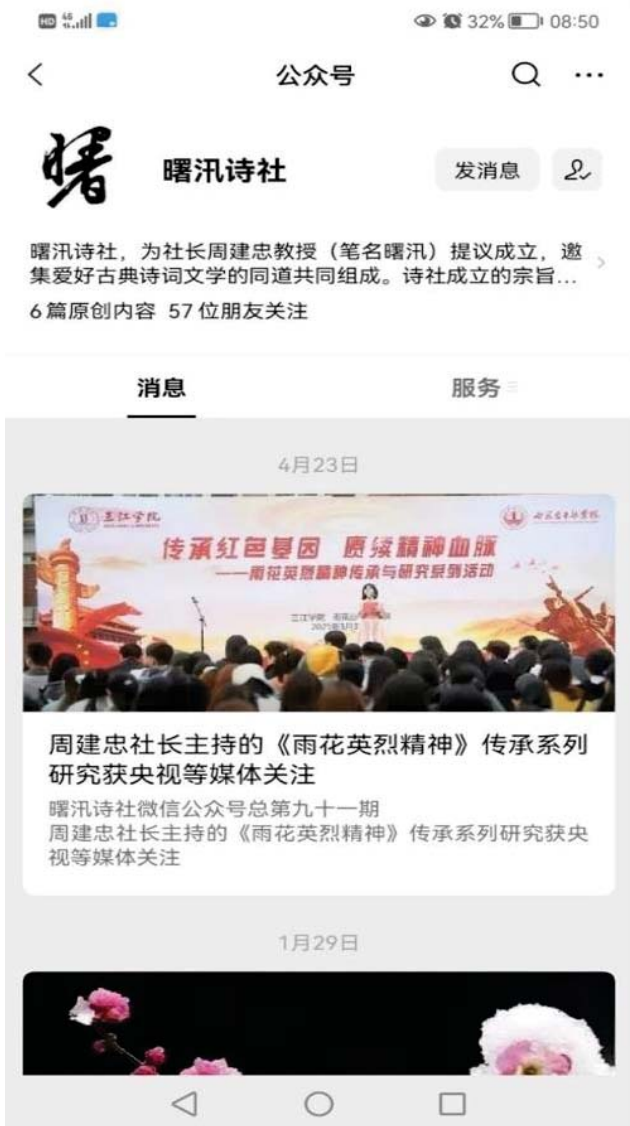 HD 46 32% 08:50
公众号
曙
曙汛诗社
发消息
曙汛诗社，为社长周建忠教授（笔名曙汛）提议成立，邀
集爱好古典诗词文学的同道共同组成。诗社成立的宗旨...
6篇原创内容 57位朋友关注
消息 服务
4月23日
三江学院
传承红色基因 赓续精神血脉
——雨花英烈精神传承与研究系列活动
三江学院
周建忠社长主持的《雨花英烈精神》传承系列
研究获央视等媒体关注
曙汛诗社微信公众号总第九十一期
周建忠社长主持的《雨花英烈精神》传承系列研究获央
视等媒体关注
1月29日